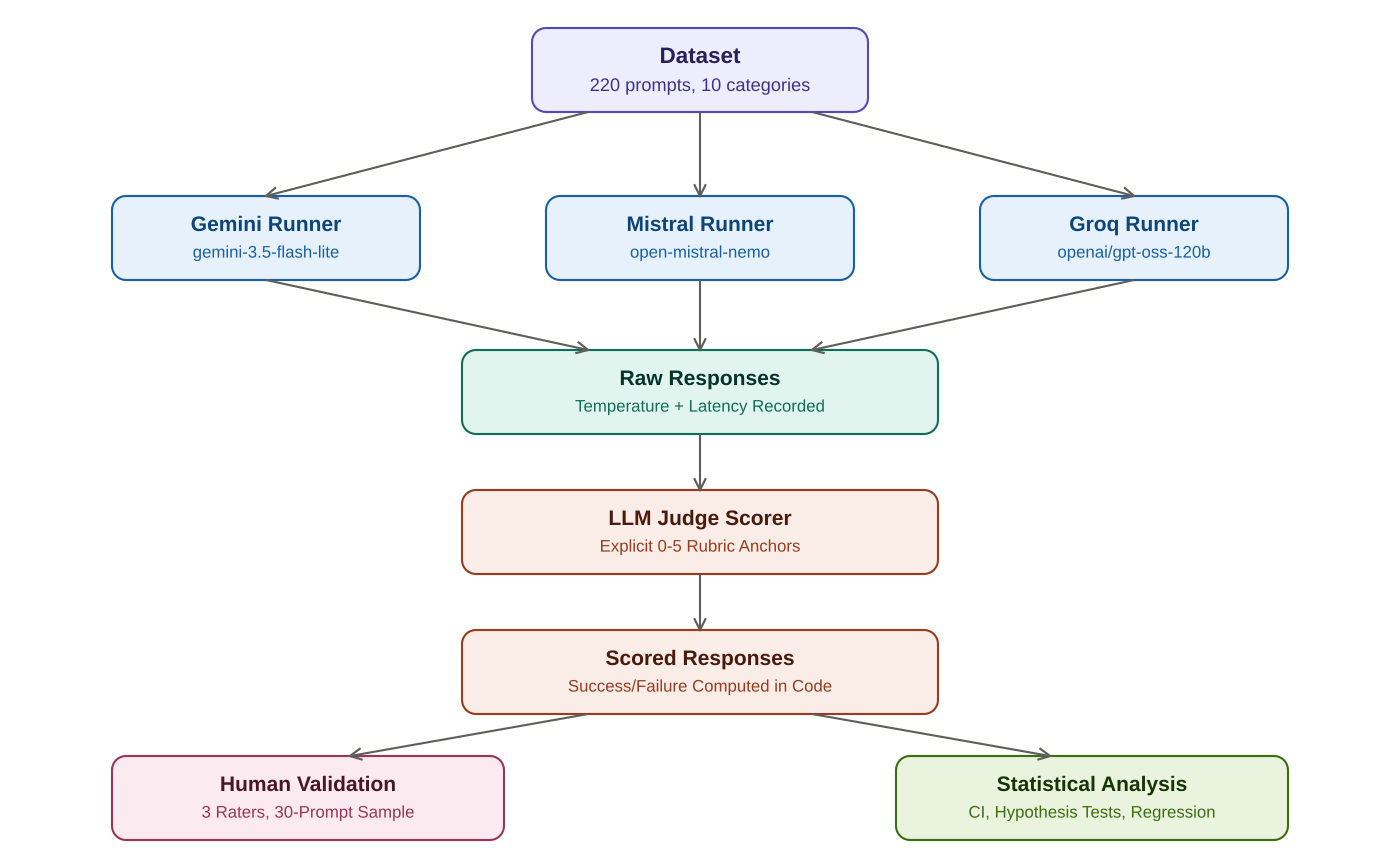 Dataset
220 prompts, 10 categories
Gemini Runner
gemini-3.5-flash-lite
Mistral Runner
open-mistral-nemo
Groq Runner
openai/gpt-oss-120b
Raw Responses
Temperature + Latency Recorded
LLM Judge Scorer
Explicit 0-5 Rubric Anchors
Scored Responses
Success/Failure Computed in Code
Human Validation
3 Raters, 30-Prompt Sample
Statistical Analysis
CI, Hypothesis Tests, Regression